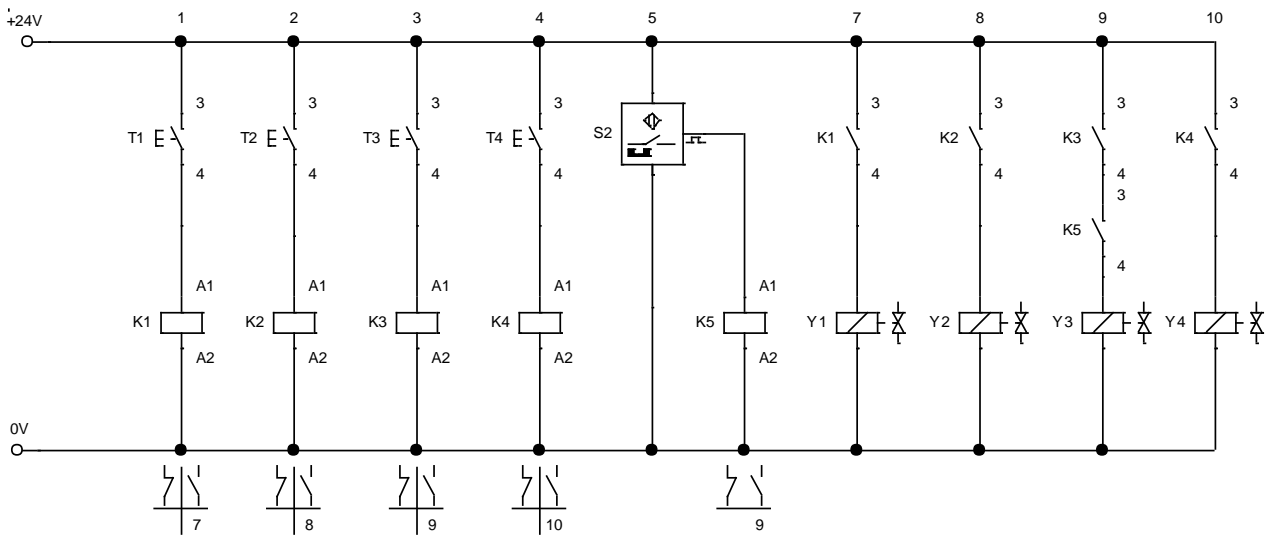 1 2 3 4 5 7 8 9 10
+24V
3 3 3 3 3 3 3 3
T1 T2 T3 T4 S2 K1 K2 K3 K4
4 4 4 4 4 4 4 4
3
K5
4
A1 A1 A1 A1 A1
K1 K2 K3 K4 K5 Y1 Y2 Y3 Y4
A2 A2 A2 A2 A2
0V
7 8 9 10 9